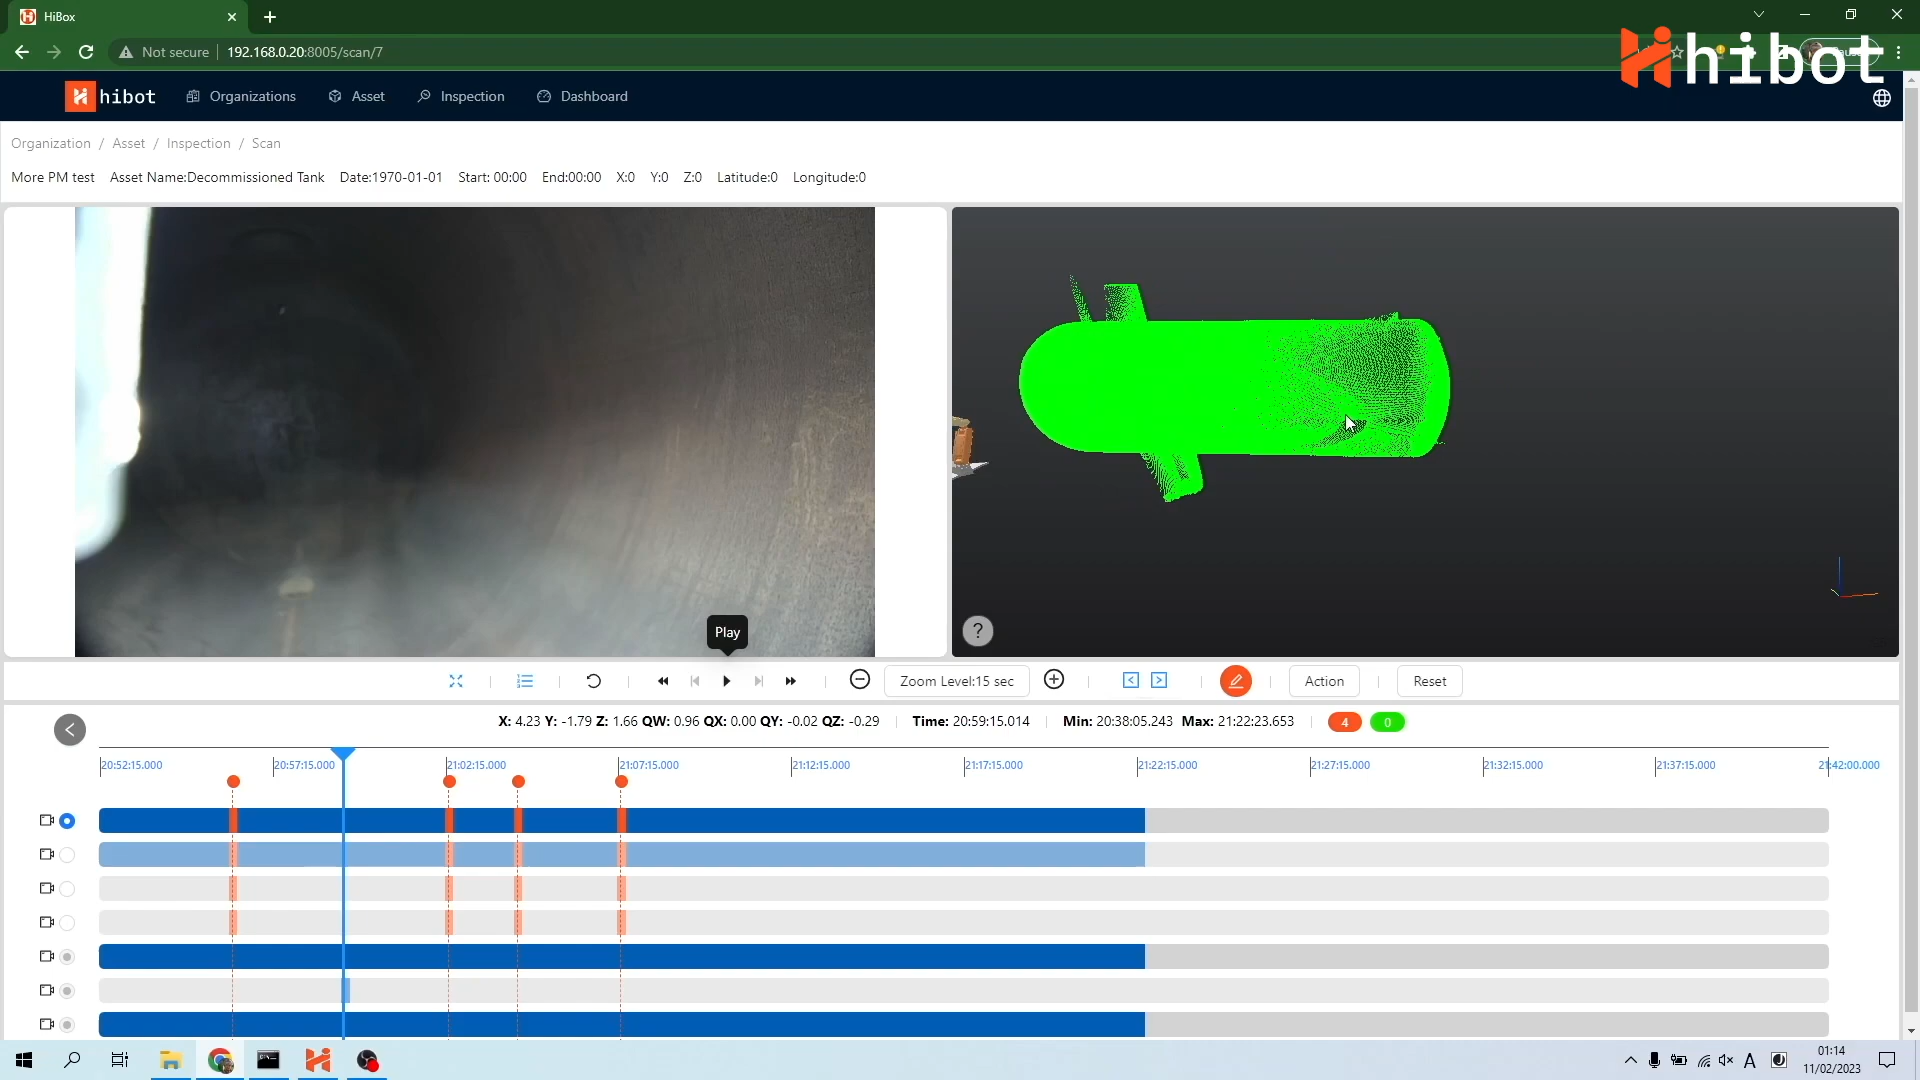 HiBox
Not secure
192.168.0.20:8005/scan/7
hibot
hibot
Organizations
Asset
Inspection
Dashboard
Organization / Asset / Inspection / Scan
More PM test Asset Name:Decommissioned Tank Date:1970-01-01 Start: 00:00 End:00:00 X:0 Y:0 Z:0 Latitude:0 Longitude:0
Play
?
Zoom Level:15 sec
Action
Reset
X: 4.23 Y: -1.79 Z: 1.66 QW: 0.96 QX: 0.00 QY: -0.02 QZ: -0.29 Time: 20:59:15.014 Min: 20:38:05.243 Max: 21:22:23.653 4 0
20:52:15.000 20:57:15.000 21:02:15.000 21:07:15.000 21:12:15.000 21:17:15.000 21:22:15.000 21:27:15.000 21:32:15.000 21:37:15.000 21:42:00.000
A
01:14
11/02/2023